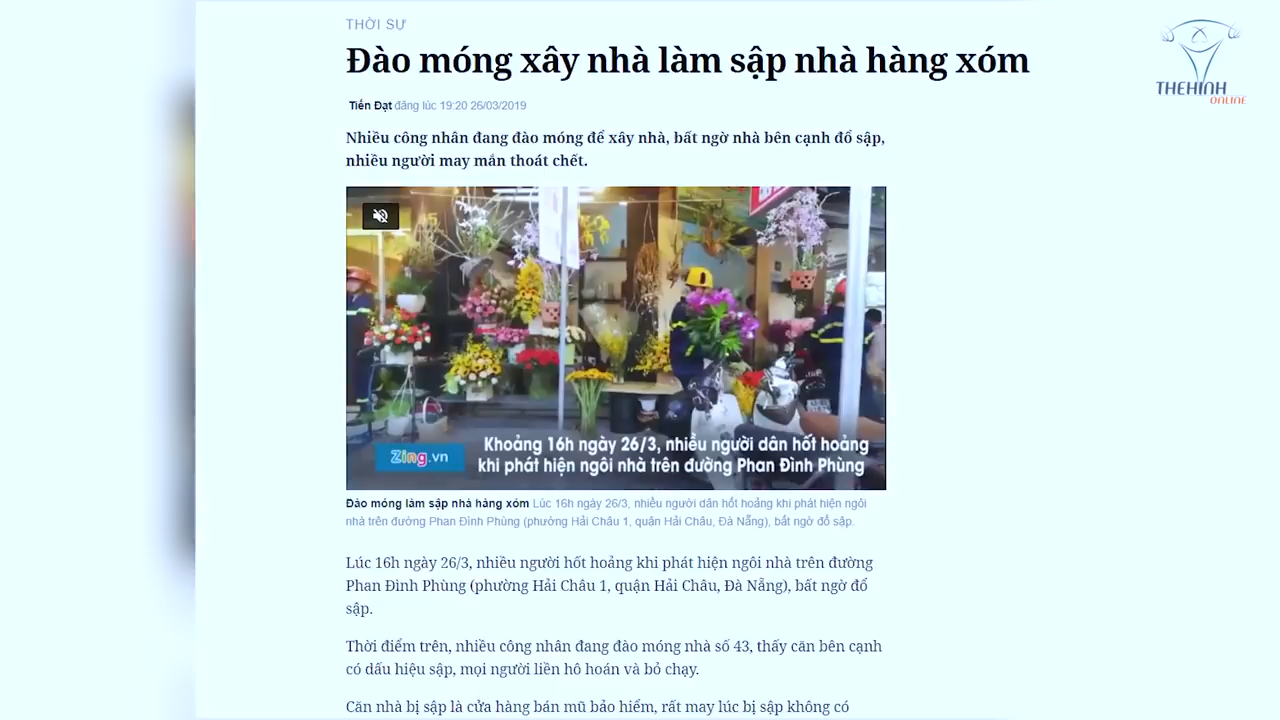 THỜI SỰ
Đào móng xây nhà làm sập nhà hàng xóm
THEHINH
ONLINE
Tiến Đạt đăng lúc 19:20 26/03/2019
Nhiều công nhân đang đào móng để xây nhà, bất ngờ nhà bên cạnh đổ sập,
nhiều người may mắn thoát chết.
Khoảng 16h ngày 26/3, nhiều người dân hốt hoảng
khi phát hiện ngôi nhà trên đường Phan Đình Phùng
Zing.vn
Đào móng làm sập nhà hàng xóm Lúc 16h ngày 26/3, nhiều người dân hốt hoảng khi phát hiện ngôi
nhà trên đường Phan Đình Phùng (phường Hải Châu 1, quận Hải Châu, Đà Nẵng), bất ngờ đổ sập.
Lúc 16h ngày 26/3, nhiều người hốt hoảng khi phát hiện ngôi nhà trên đường
Phan Đình Phùng (phường Hải Châu 1, quận Hải Châu, Đà Nẵng), bất ngờ đổ
sập.
Thời điểm trên, nhiều công nhân đang đào móng nhà số 43, thấy căn bên cạnh
có dấu hiệu sập, mọi người liền hô hoán và bỏ chạy.
Căn nhà bị sập là cửa hàng bán mũ bảo hiểm, rất may lúc bị sập không có